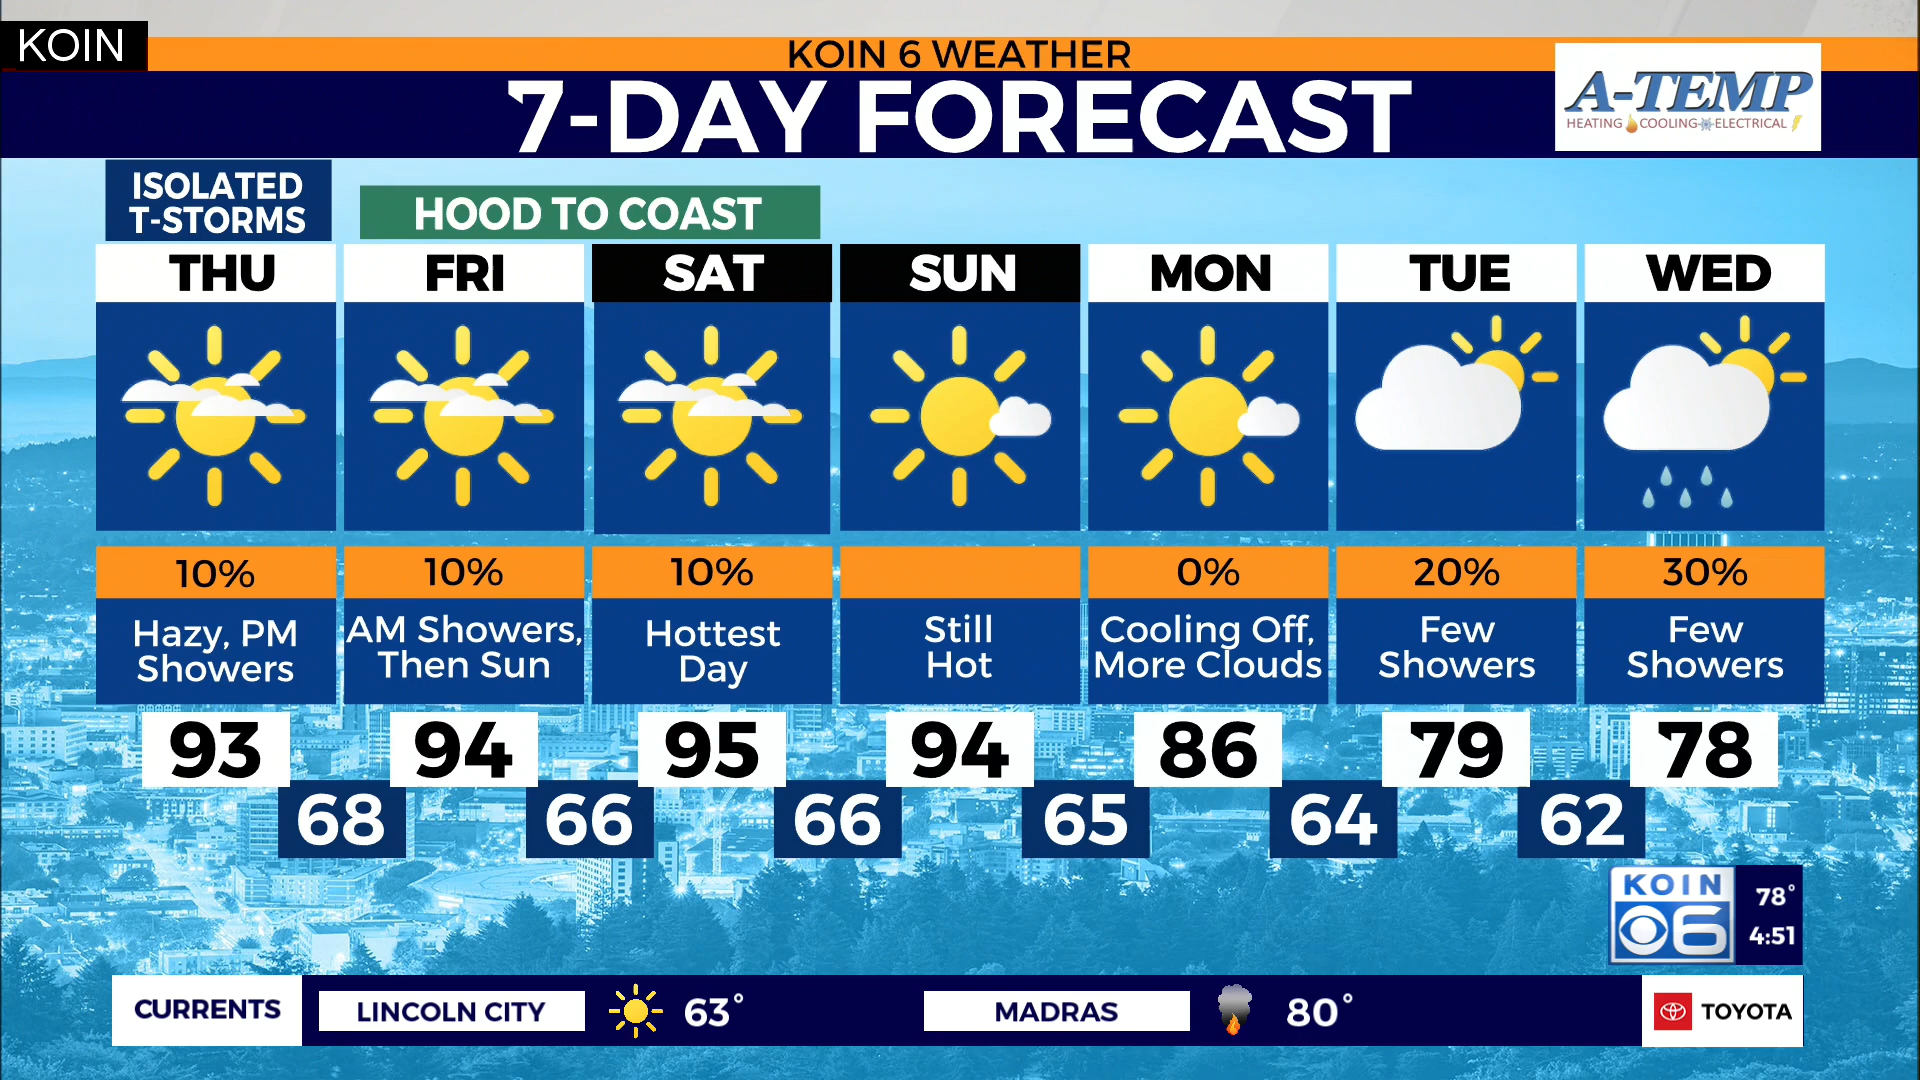 KOIN
KOIN 6 WEATHER
7-DAY FORECAST
A-TEMP
HEATING COOLING ELECTRICAL
ISOLATED
T-STORMS
HOOD TO COAST
THU FRI SAT SUN MON TUE WED
10% 10% 10% 0% 20% 30%
Hazy, PM
Showers
AM Showers,
Then Sun
Hottest
Day
Still
Hot
Cooling Off,
More Clouds
Few
Showers
Few
Showers
93 94 95 94 86 79 78
68 66 66 65 64 62
KOIN
6
78°
4:51
CURRENTS
LINCOLN CITY 63°
MADRAS 80°
TOYOTA